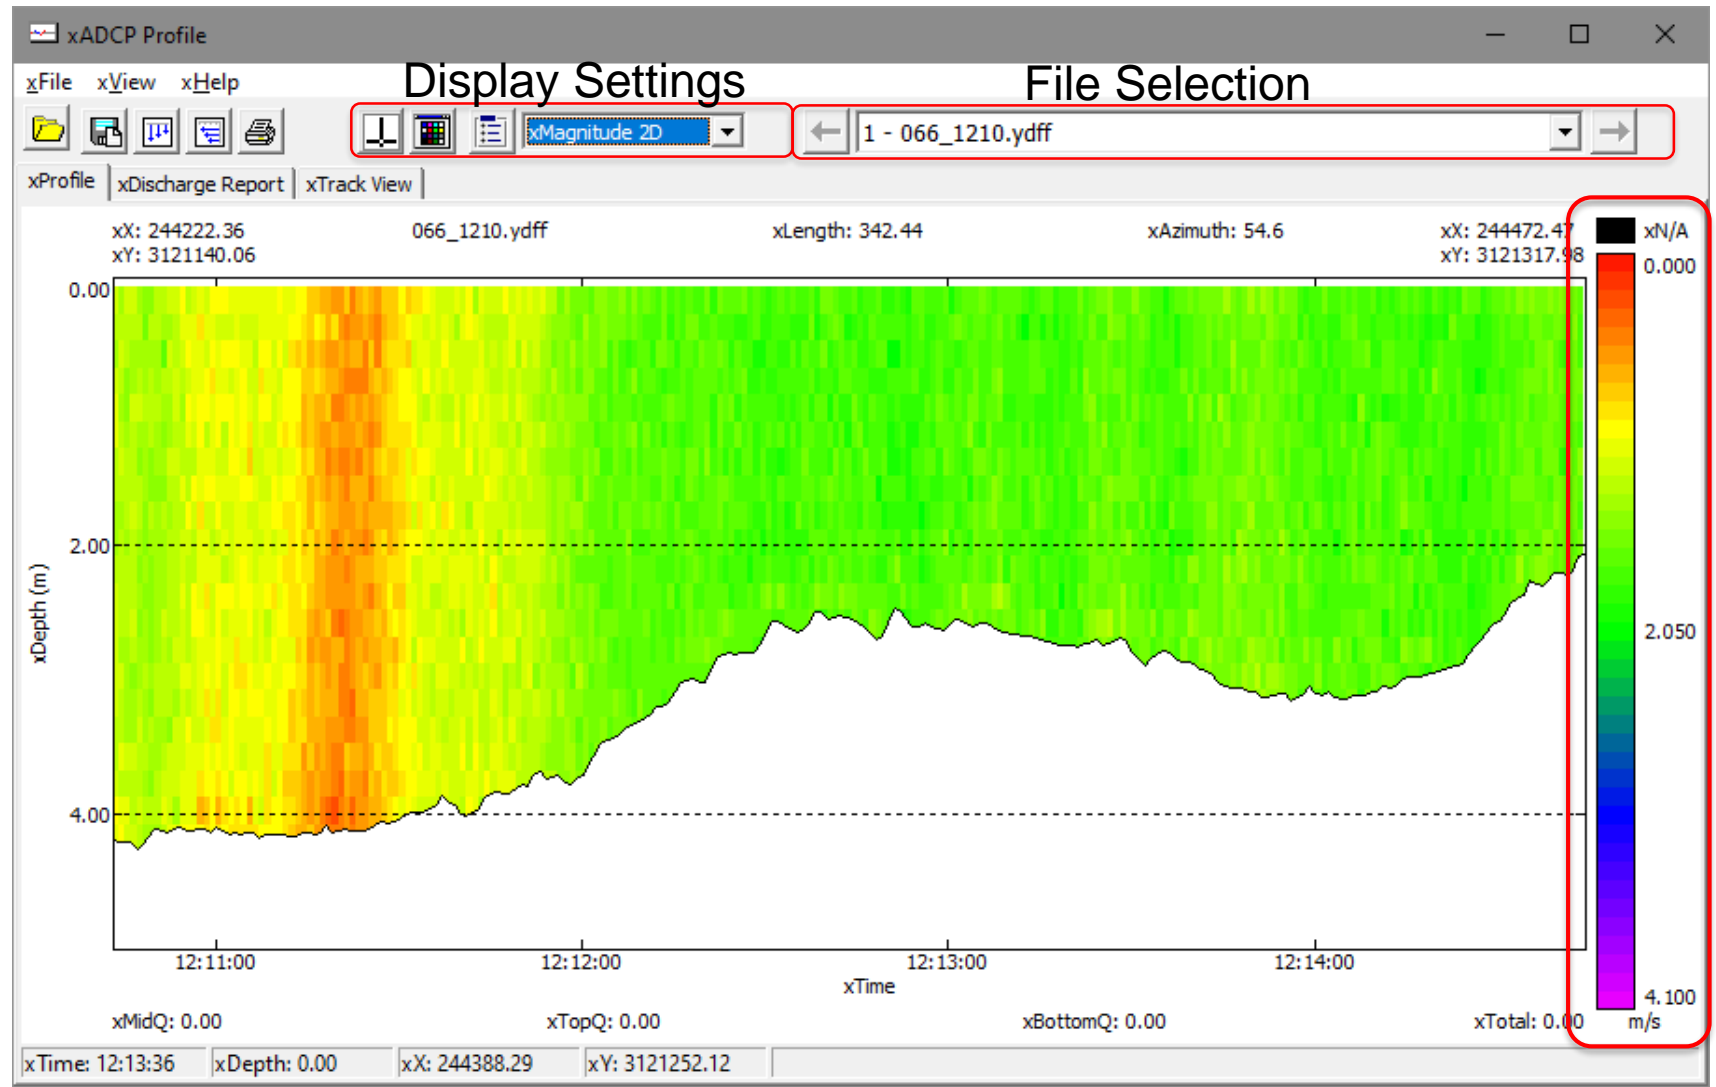 xADCP Profile
xFile xView xHelp
Display Settings
File Selection
xMagnitude 2D
1 - 066_1210.ydff
xProfile
xDischarge Report
xTrack View
xX: 244222.36 066_1210.ydff xLength: 342.44 xAzimuth: 54.6 xX: 244472.47
xY: 3121140.06 xY: 3121317.98
xN/A
0.000
2.050
4.100
m/s
0.00
2.00
4.00
xDepth (m)
12:11:00 12:12:00 12:13:00 12:14:00
xTime
xMidQ: 0.00 xTopQ: 0.00 xBottomQ: 0.00 xTotal: 0.00
xTime: 12:13:36 xDepth: 0.00 xX: 244388.29 xY: 3121252.12